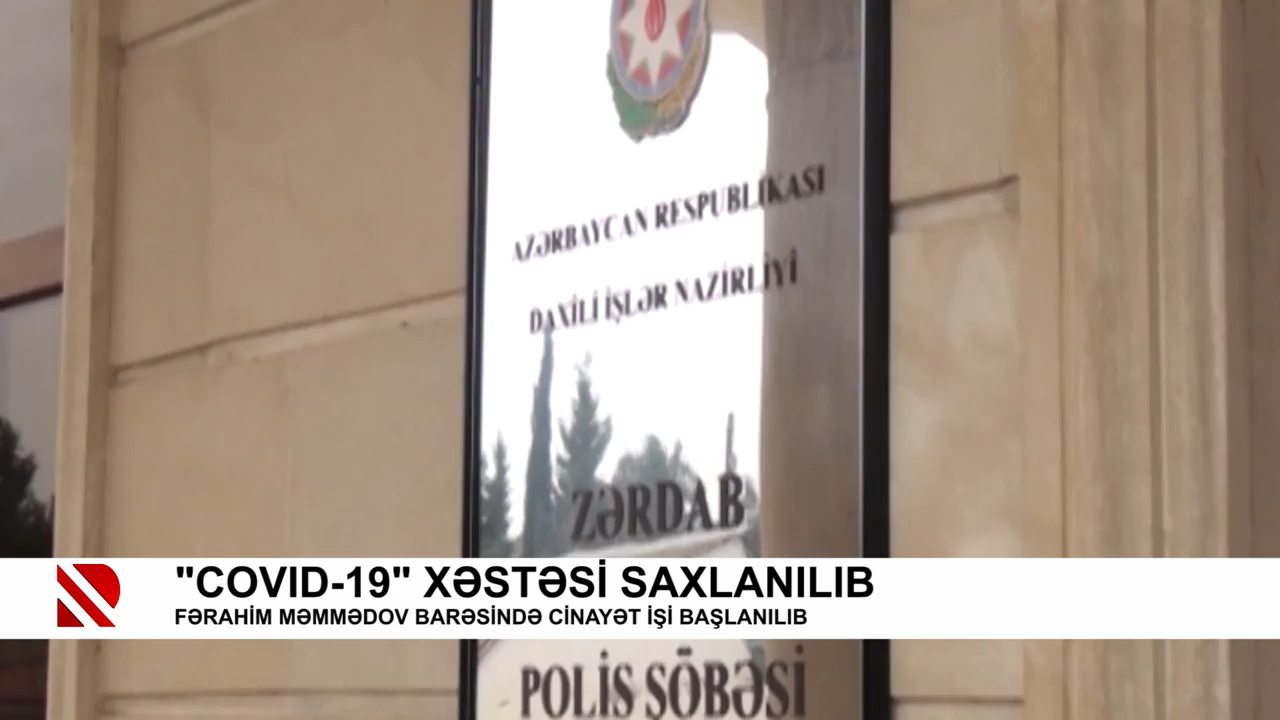 AZƏRBAYCAN RESPUBLİKASI
DAXİLİ İŞLƏR NAZİRLİYİ
ZƏRDAB
"COVID-19" XƏSTƏSİ SAXLANILIB
FƏRAHİM MƏMMƏDOV BARƏSİNDƏ CİNAYƏT İŞİ BAŞLANILIB
POLİS ŞÖBƏSİ